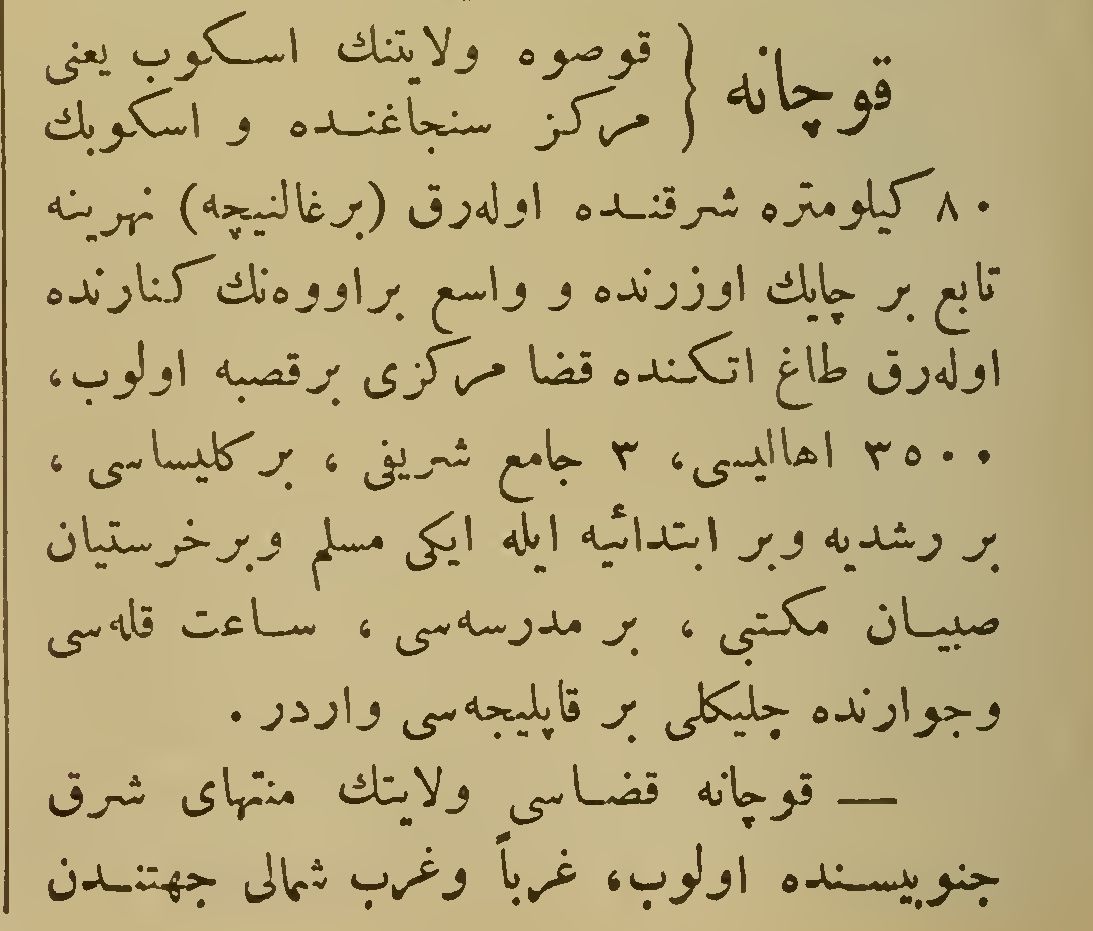 قوچانه { قوصوه ولايتنك اسكوب يعنى
مركز سنجاغنده و اسكوبك
٨٠ كيلومتره شرقنده اولەرق (برغالنيچه) نهرينه
تابع بر چايك اوزرنده و واسع براووەنك كنارنده
اولەرق طاغ اتكنده قضا مركزى برقصبه اولوب،
٣٥٠٠ اهاليسى، ٣ جامع شريفى ، بر كليساسى ،
بر رشديه وبر ابتدائيه ايله ايكى مسلم وبر خرستيان
صبيان مكتبى ، بر مدرسەسى ، ساعت قلەسى
وجوارنده جليكلى بر قاپليجەسى واردر .
— قوچانه قضاسى ولايتك منتهاى شرق
جنوبيسنده اولوب، غرباً وغرب شمالى جهتندن